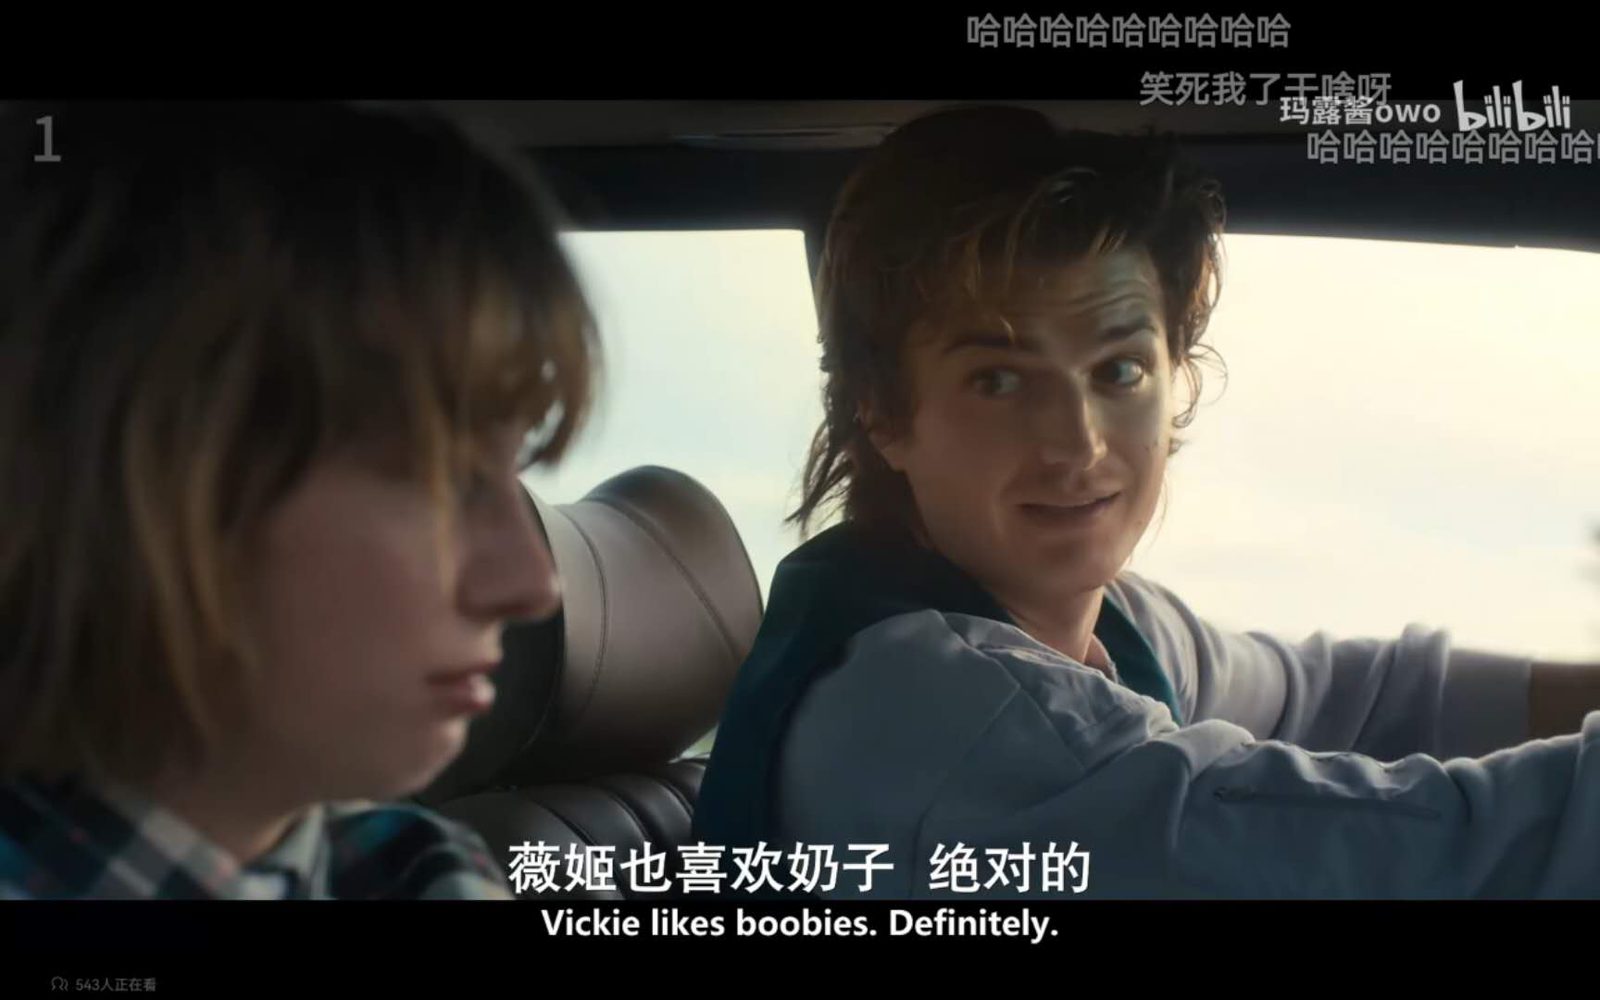 哈哈哈哈哈哈哈哈哈
笑死我了干啥呀
玛露酱owo bilibili
哈哈哈哈哈哈哈哈
1
薇姬也喜欢奶子 绝对的
Vickie likes boobies. Definitely.
543人正在看